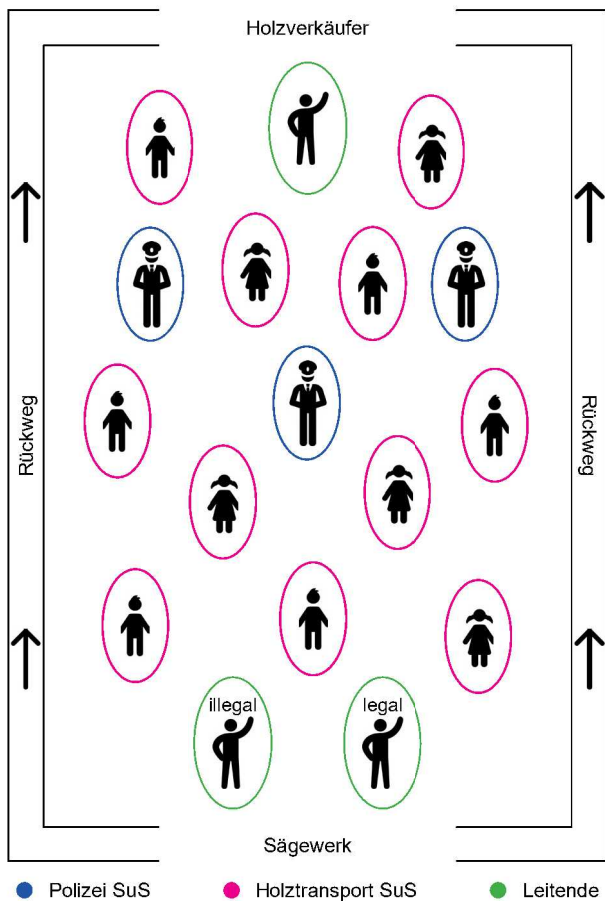 Holzverkäufer
Rückweg
Rückweg
illegal
legal
Sägewerk
Polizei SuS
Holztransport SuS
Leitende